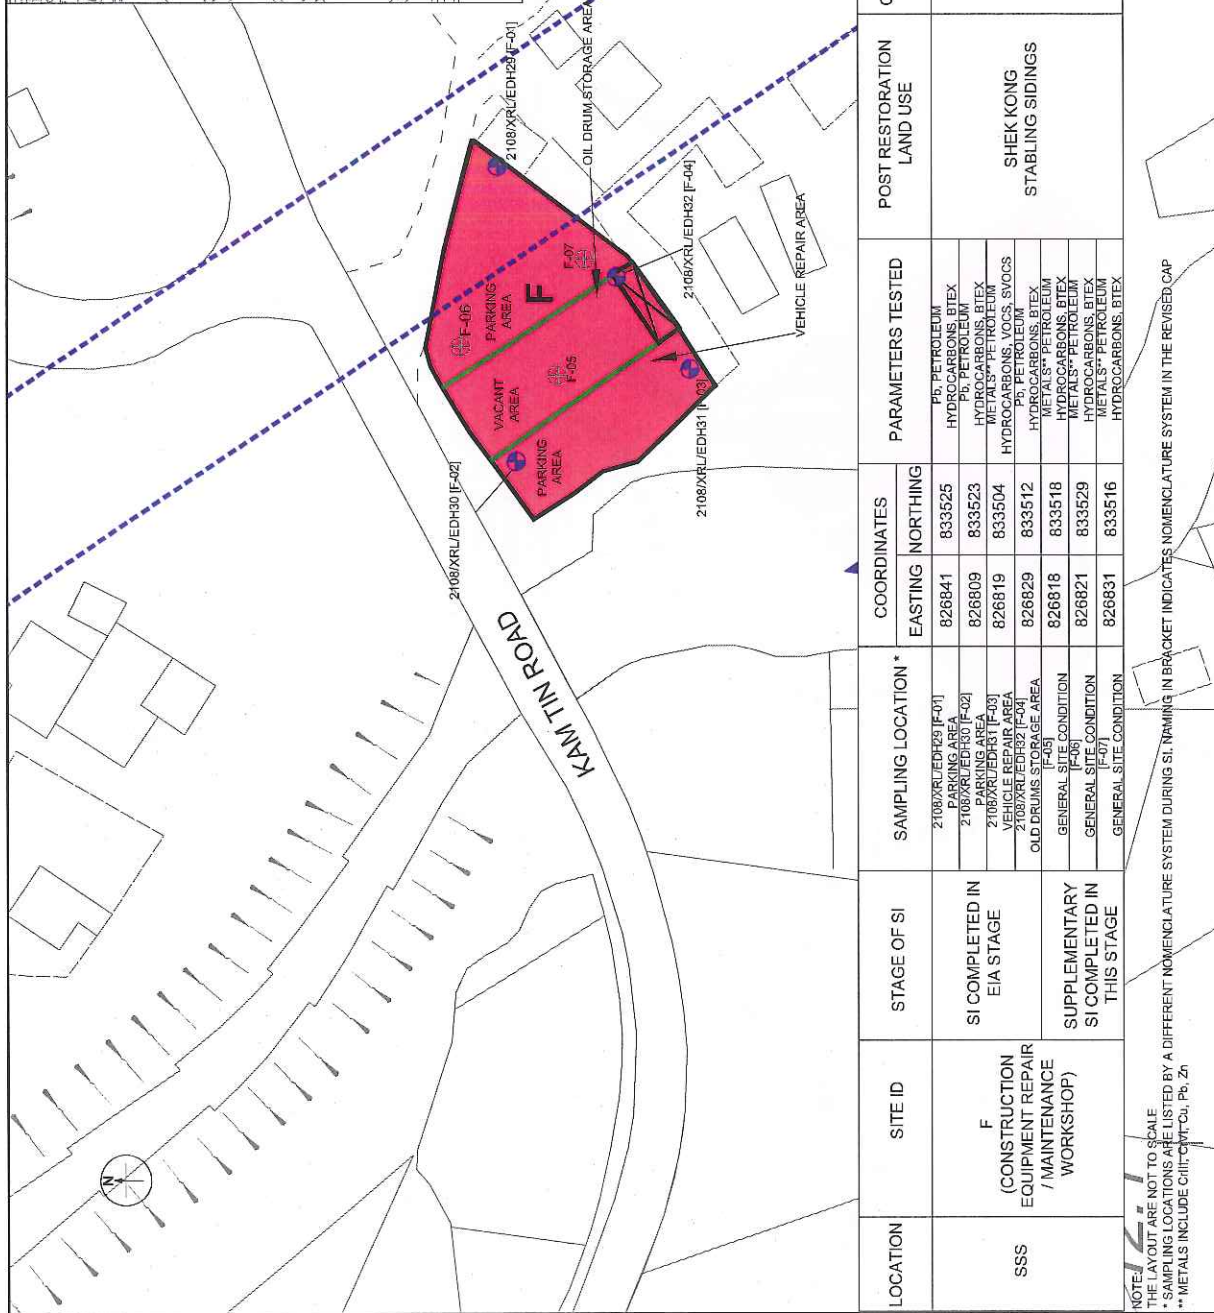 2108/XRL/EDH29 [F-01]
OIL DRUM STORAGE AREA
2108/XRL/EDH32 [F-04]
VEHICLE REPAIR AREA
F-06
PARKING
AREA
F
F-07
VACANT
AREA
F-05
PARKING
AREA
2108/XRL/EDH30 [F-02]
2108/XRL/EDH31 [F-03]
KAM TIN ROAD
N
LOCATION
SITE ID
STAGE OF SI
SAMPLING LOCATION *
COORDINATES
EASTING
NORTHING
PARAMETERS TESTED
POST RESTORATION
LAND USE
SSS
F
(CONSTRUCTION
EQUIPMENT REPAIR
/ MAINTENANCE
WORKSHOP)
SI COMPLETED IN
EIA STAGE
SUPPLEMENTARY
SI COMPLETED IN
THIS STAGE
2108/XRL/EDH29 [F-01]
PARKING AREA
826841
833525
Pb, PETROLEUM
HYDROCARBONS, BTEX
2108/XRL/EDH30 [F-02]
PARKING AREA
826809
833523
Pb, PETROLEUM
HYDROCARBONS, BTEX
2108/XRL/EDH31 [F-03]
VEHICLE REPAIR AREA
826819
833504
METALS** PETROLEUM
HYDROCARBONS, VOCS, SVOCS
2108/XRL/EDH32 [F-04]
OLD DRUMS STORAGE AREA
826829
833512
Pb, PETROLEUM
HYDROCARBONS, BTEX
[F-05]
GENERAL SITE CONDITION
826818
833518
METALS** PETROLEUM
HYDROCARBONS, BTEX
[F-06]
GENERAL SITE CONDITION
826821
833529
METALS** PETROLEUM
HYDROCARBONS, BTEX
[F-07]
GENERAL SITE CONDITION
826831
833516
METALS** PETROLEUM
HYDROCARBONS, BTEX
SHEK KONG
STABLING SIDINGS
NOTE:
THE LAYOUT ARE NOT TO SCALE
* SAMPLING LOCATIONS ARE LISTED BY A DIFFERENT NOMENCLATURE SYSTEM DURING SI. NAMING IN BRACKET INDICATES NOMENCLATURE SYSTEM IN THE REVISED CAP
** METALS INCLUDE CrIII, CrVI, Cu, Pb, Zn